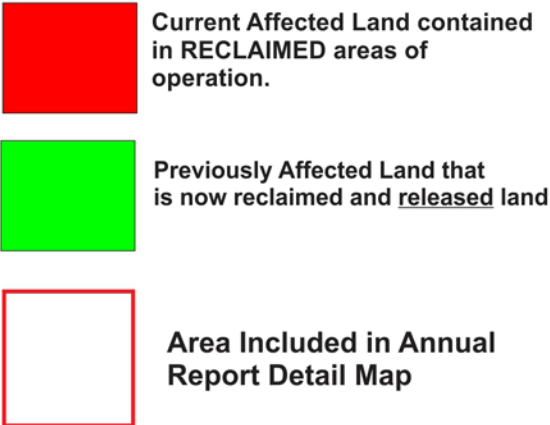 Current Affected Land contained
in RECLAIMED areas of
operation.
Previously Affected Land that
is now reclaimed and released land
Area Included in Annual
Report Detail Map